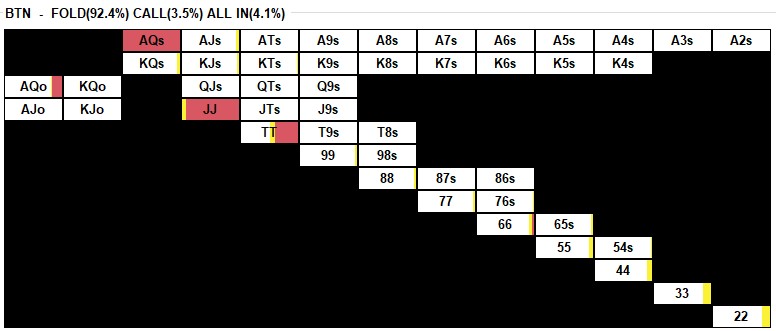 BTN - FOLD(92.4%) CALL(3.5%) ALL IN(4.1%)
AQs AJs ATs A9s A8s A7s A6s A5s A4s A3s A2s
KQs KJs KTs K9s K8s K7s K6s K5s K4s
AQo KQo QJs QTs Q9s
AJo KJo JJ JTs J9s
TT T9s T8s
99 98s
88 87s 86s
77 76s
66 65s
55 54s
44
33
22